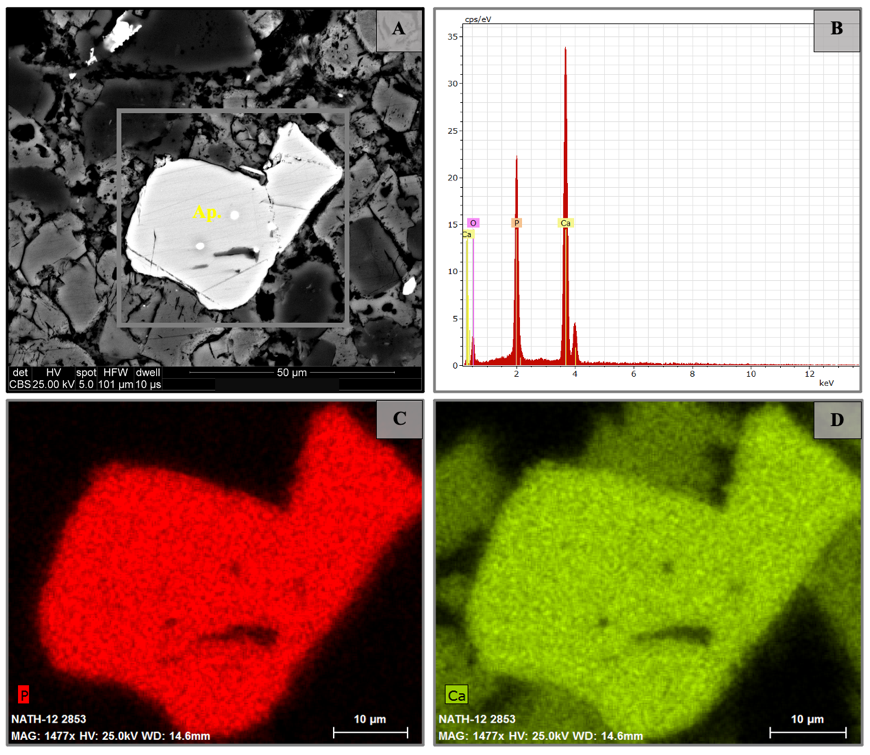 A
Ap.
det HV spot HFW dwell 50 µm
CBS 25.00 kV 5.0 101 µm 10 µs
B
cps/eV
35
30
25
20
15
10
5
0
O
Ca
P
Ca
2 4 6 8 10 12
keV
C
P
NATH-12 2853
MAG: 1477x HV: 25.0kV WD: 14.6mm
10 µm
D
Ca
NATH-12 2853
MAG: 1477x HV: 25.0kV WD: 14.6mm
10 µm